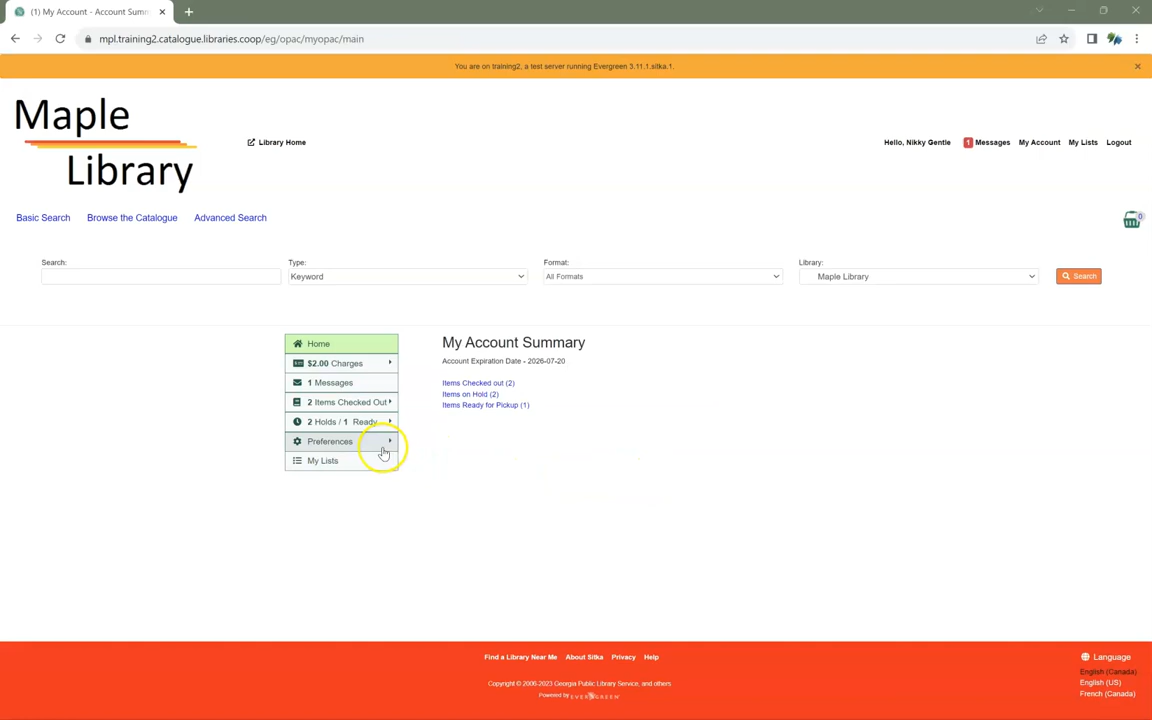 (1) My Account - Account Summ
mpl.training2.catalogue.libraries.coop/eg/opac/myopac/main
You are on training2, a test server running Evergreen 3.11.1.sitka.1.
Maple
Library
Library Home
Hello, Nikky Gentle
1 Messages
My Account
My Lists
Logout
Basic Search
Browse the Catalogue
Advanced Search
0
Search:
Type:
Format:
Library:
Keyword
All Formats
Maple Library
Search
Home
$2.00 Charges
1 Messages
2 Items Checked Out
2 Holds / 1 Ready
Preferences
My Lists
My Account Summary
Account Expiration Date - 2026-07-20
Items Checked out (2)
Items on Hold (2)
Items Ready for Pickup (1)
Find a Library Near Me
About Sitka
Privacy
Help
Copyright © 2006-2023 Georgia Public Library Service, and others
Powered by EVERGREEN
Language
English (Canada)
English (US)
French (Canada)